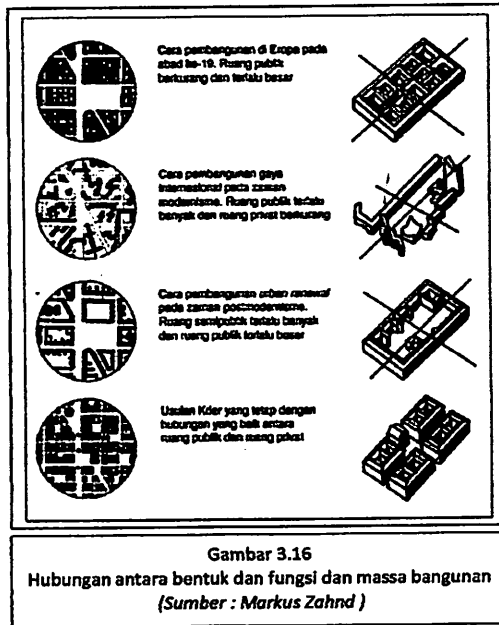 Cara pembangunan di Eropa pada
abad ke-19. Ruang publik
berkurang dan terlalu besar
Cara pembangunan gaya
Internasional pada zaman
modernisme. Ruang publik terlalu
banyak dan ruang privat berkurang
Cara pembangunan urban renewal
pada zaman postmodernisme.
Ruang semipublik terlalu banyak
dan ruang publik terlalu besar
Usulan Krier yang tetap dengan
hubungan yang baik antara
ruang publik dan ruang privat
Gambar 3.16
Hubungan antara bentuk dan fungsi dan massa bangunan
(Sumber : Markus Zahnd )